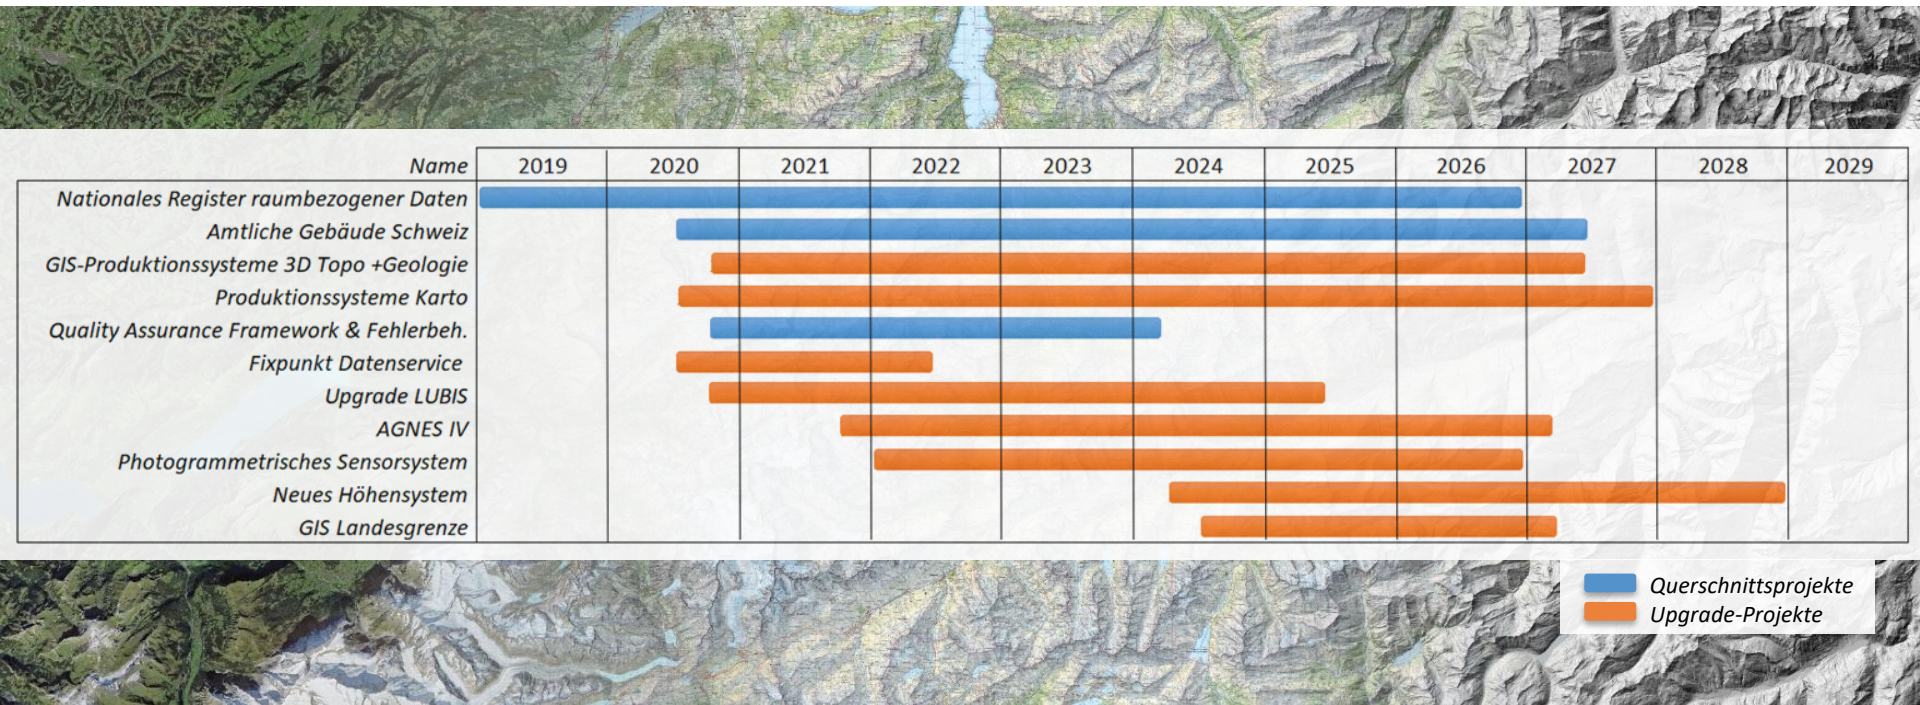 Name 2019 2020 2021 2022 2023 2024 2025 2026 2027 2028 2029
Nationales Register raumbezogener Daten
Amtliche Gebäude Schweiz
GIS-Produktionssysteme 3D Topo +Geologie
Produktionssysteme Karto
Quality Assurance Framework & Fehlerbeh.
Fixpunkt Datenservice
Upgrade LUBIS
AGNES IV
Photogrammetrisches Sensorsystem
Neues Höhensystem
GIS Landesgrenze
Querschnittsprojekte
Upgrade-Projekte